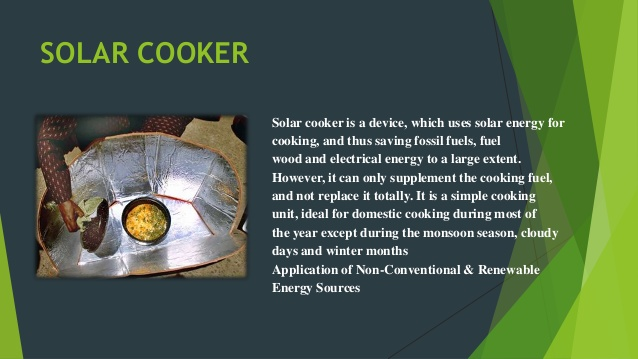 SOLAR COOKER
Solar cooker is a device, which uses solar energy for
cooking, and thus saving fossil fuels, fuel
wood and electrical energy to a large extent.
However, it can only supplement the cooking fuel,
and not replace it totally. It is a simple cooking
unit, ideal for domestic cooking during most of
the year except during the monsoon season, cloudy
days and winter months
Application of Non-Conventional & Renewable
Energy Sources